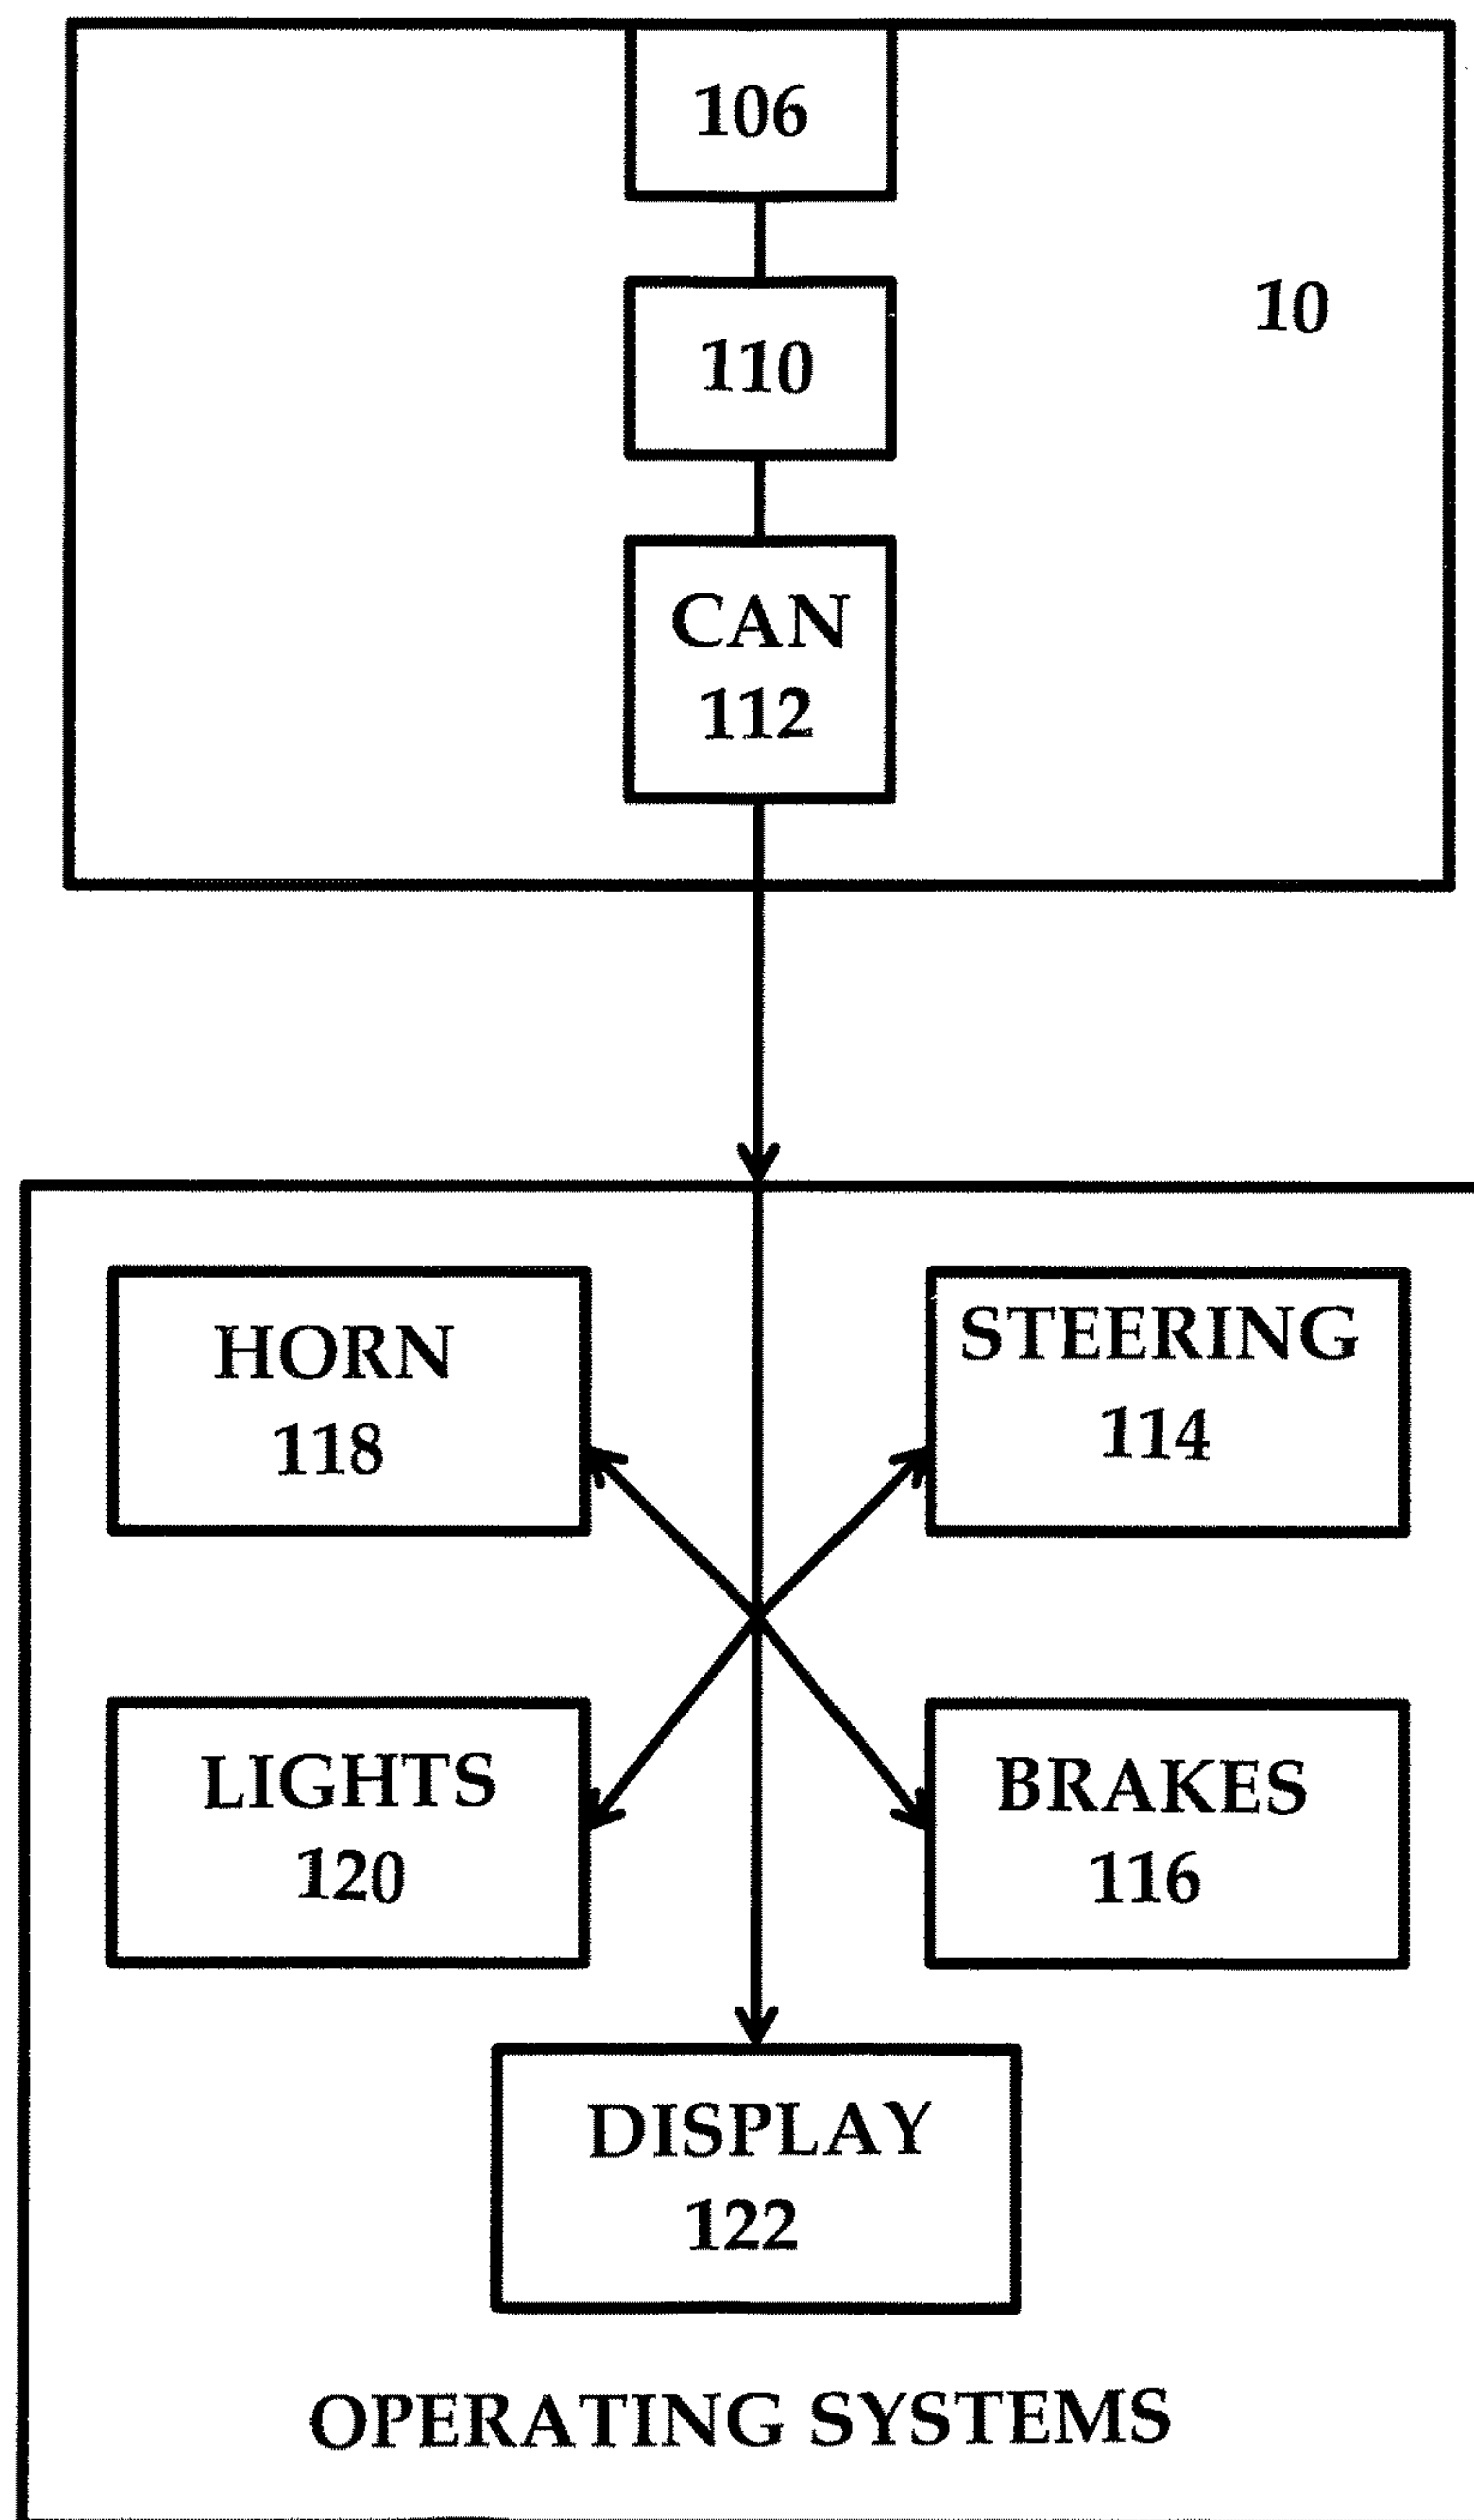 106
110
10
CAN
112
HORN
118
STEERING
114
LIGHTS
120
BRAKES
116
DISPLAY
122
OPERATING SYSTEMS